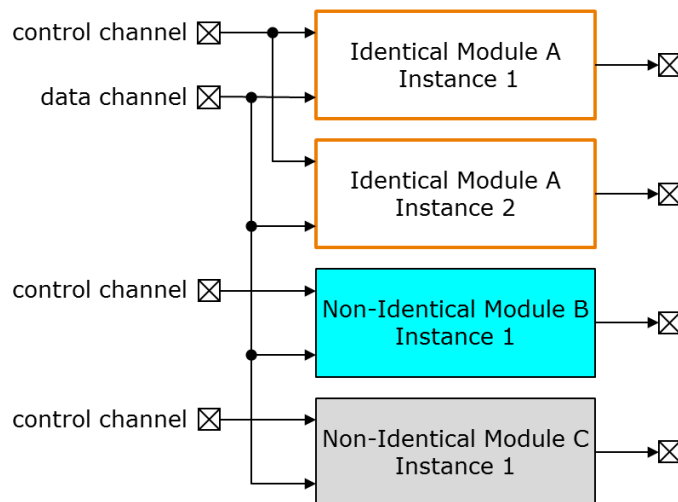 control channel
Identical Module A
Instance 1
data channel
Identical Module A
Instance 2
control channel
Non-Identical Module B
Instance 1
control channel
Non-Identical Module C
Instance 1